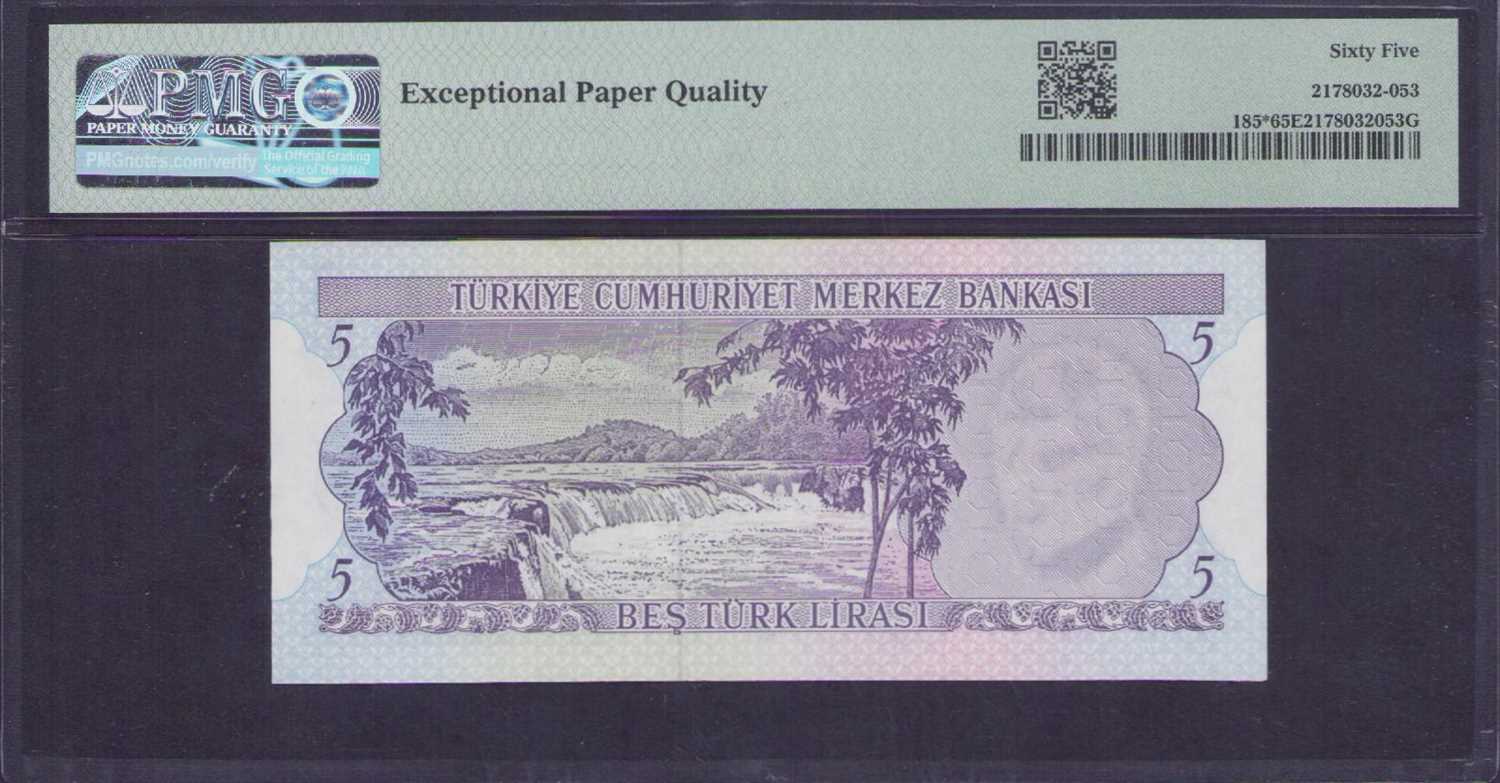 PMG
PAPER MONEY GUARANTY
PMGnotes.com/verify
The Official Grading
Service of the PNG
Exceptional Paper Quality
Sixty Five
2178032-053
185*65E2178032053G
TÜRKİYE CUMHURİYET MERKEZ BANKASI
5
5
5
5
BEŞ TÜRK LİRASI